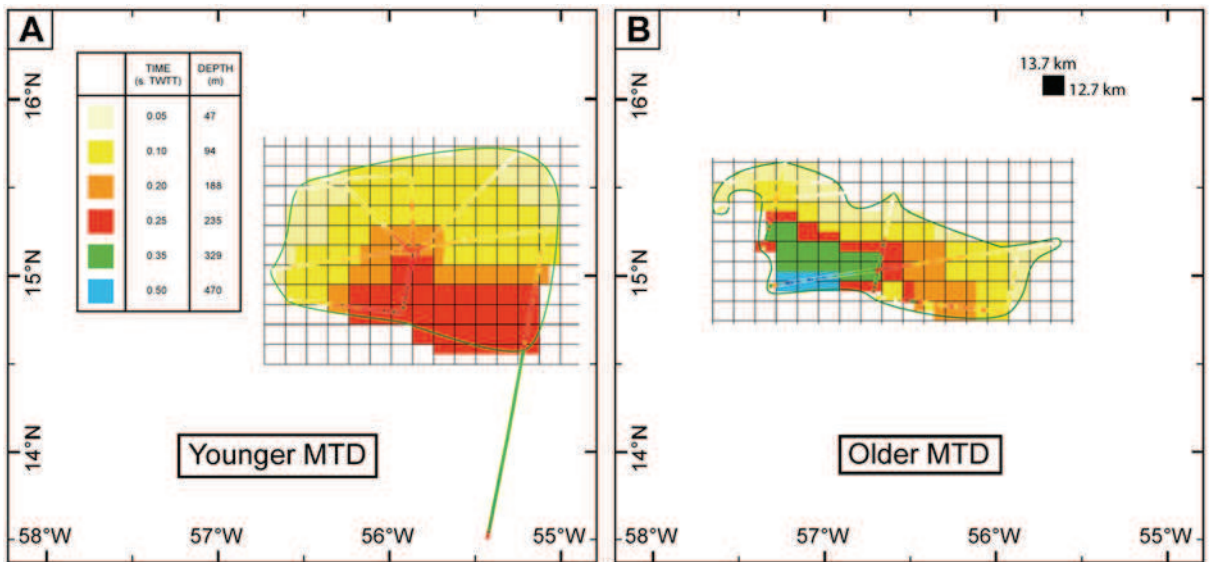 A
TIME DEPTH
(s. TWTT) (m)
0.05 47
0.10 94
0.20 188
0.25 235
0.35 329
0.50 470
16°N
15°N
14°N
Younger MTD
58°W 57°W 56°W 55°W
B
13.7 km
12.7 km
16°N
15°N
14°N
Older MTD
58°W 57°W 56°W 55°W